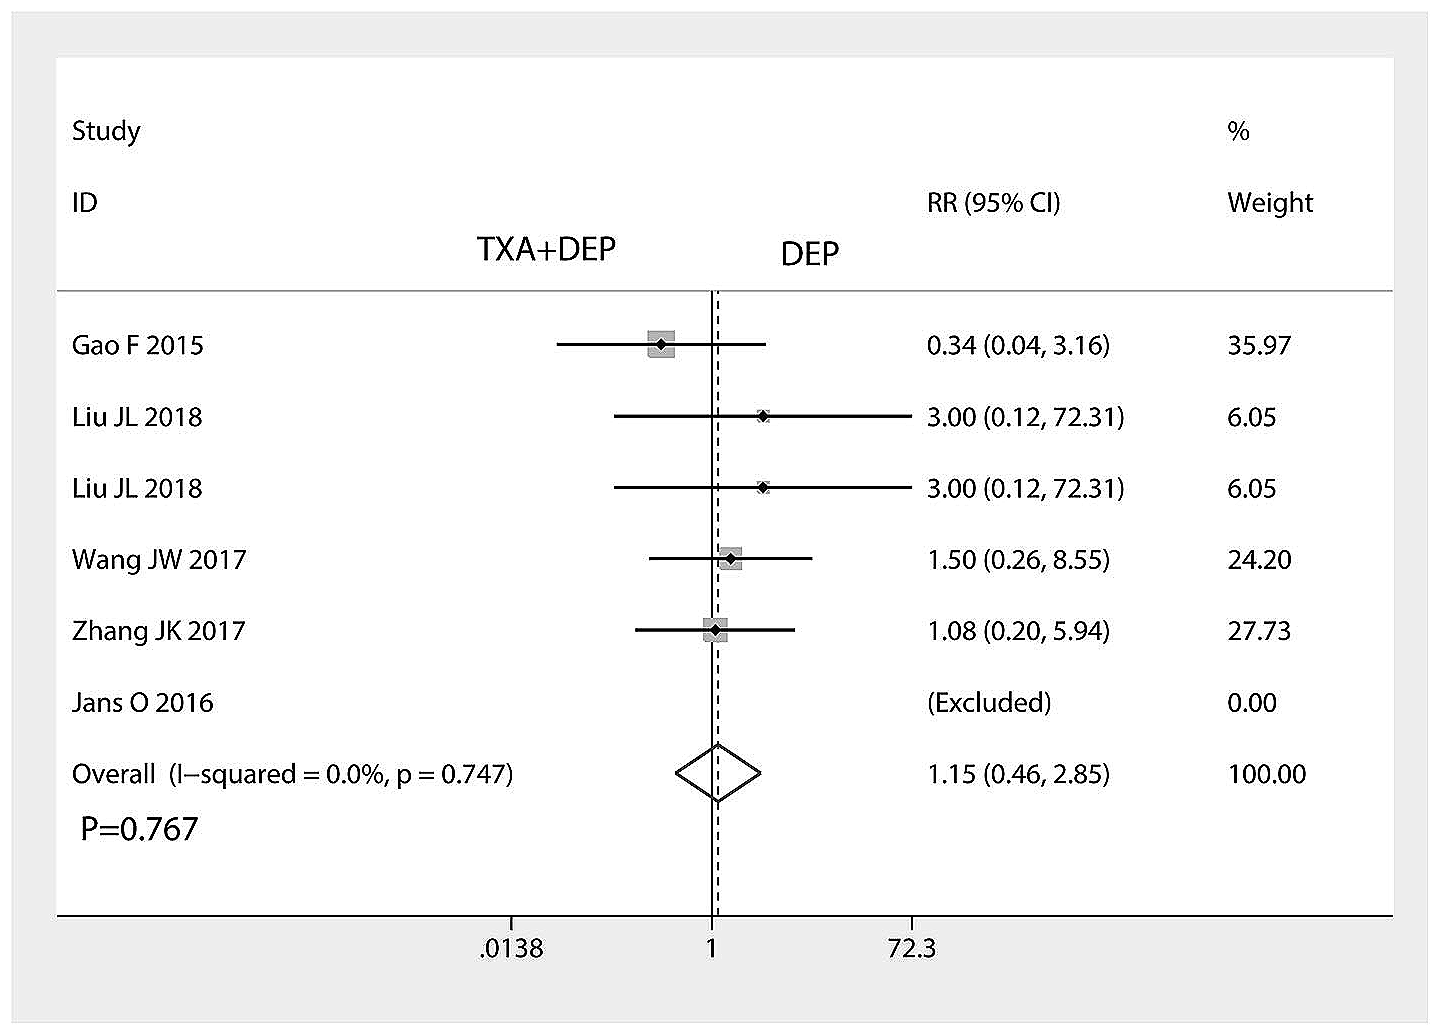 Study %
ID RR (95% CI) Weight
TXA+DEP DEP
Gao F 2015 0.34 (0.04, 3.16) 35.97
Liu JL 2018 3.00 (0.12, 72.31) 6.05
Liu JL 2018 3.00 (0.12, 72.31) 6.05
Wang JW 2017 1.50 (0.26, 8.55) 24.20
Zhang JK 2017 1.08 (0.20, 5.94) 27.73
Jans O 2016 (Excluded) 0.00
Overall (I−squared = 0.0%, p = 0.747) 1.15 (0.46, 2.85) 100.00
P=0.767
.0138 1 72.3